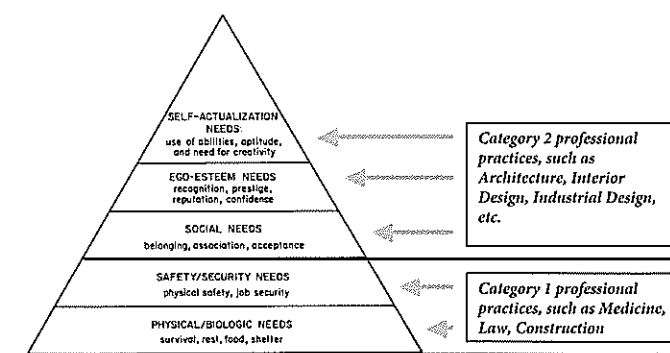 SELF-ACTUALIZATION
NEEDS:
use of abilities, aptitude,
and need for creativity
EGO-ESTEEM NEEDS
recognition, prestige,
reputation, confidence
SOCIAL NEEDS
belonging, association, acceptance
Category 2 professional
practices, such as
Architecture, Interior
Design, Industrial Design,
etc.
SAFETY/SECURITY NEEDS
physical safety, job security
PHYSICAL/BIOLOGIC NEEDS
survival, rest, food, shelter
Category 1 professional
practices, such as Medicine,
Law, Construction